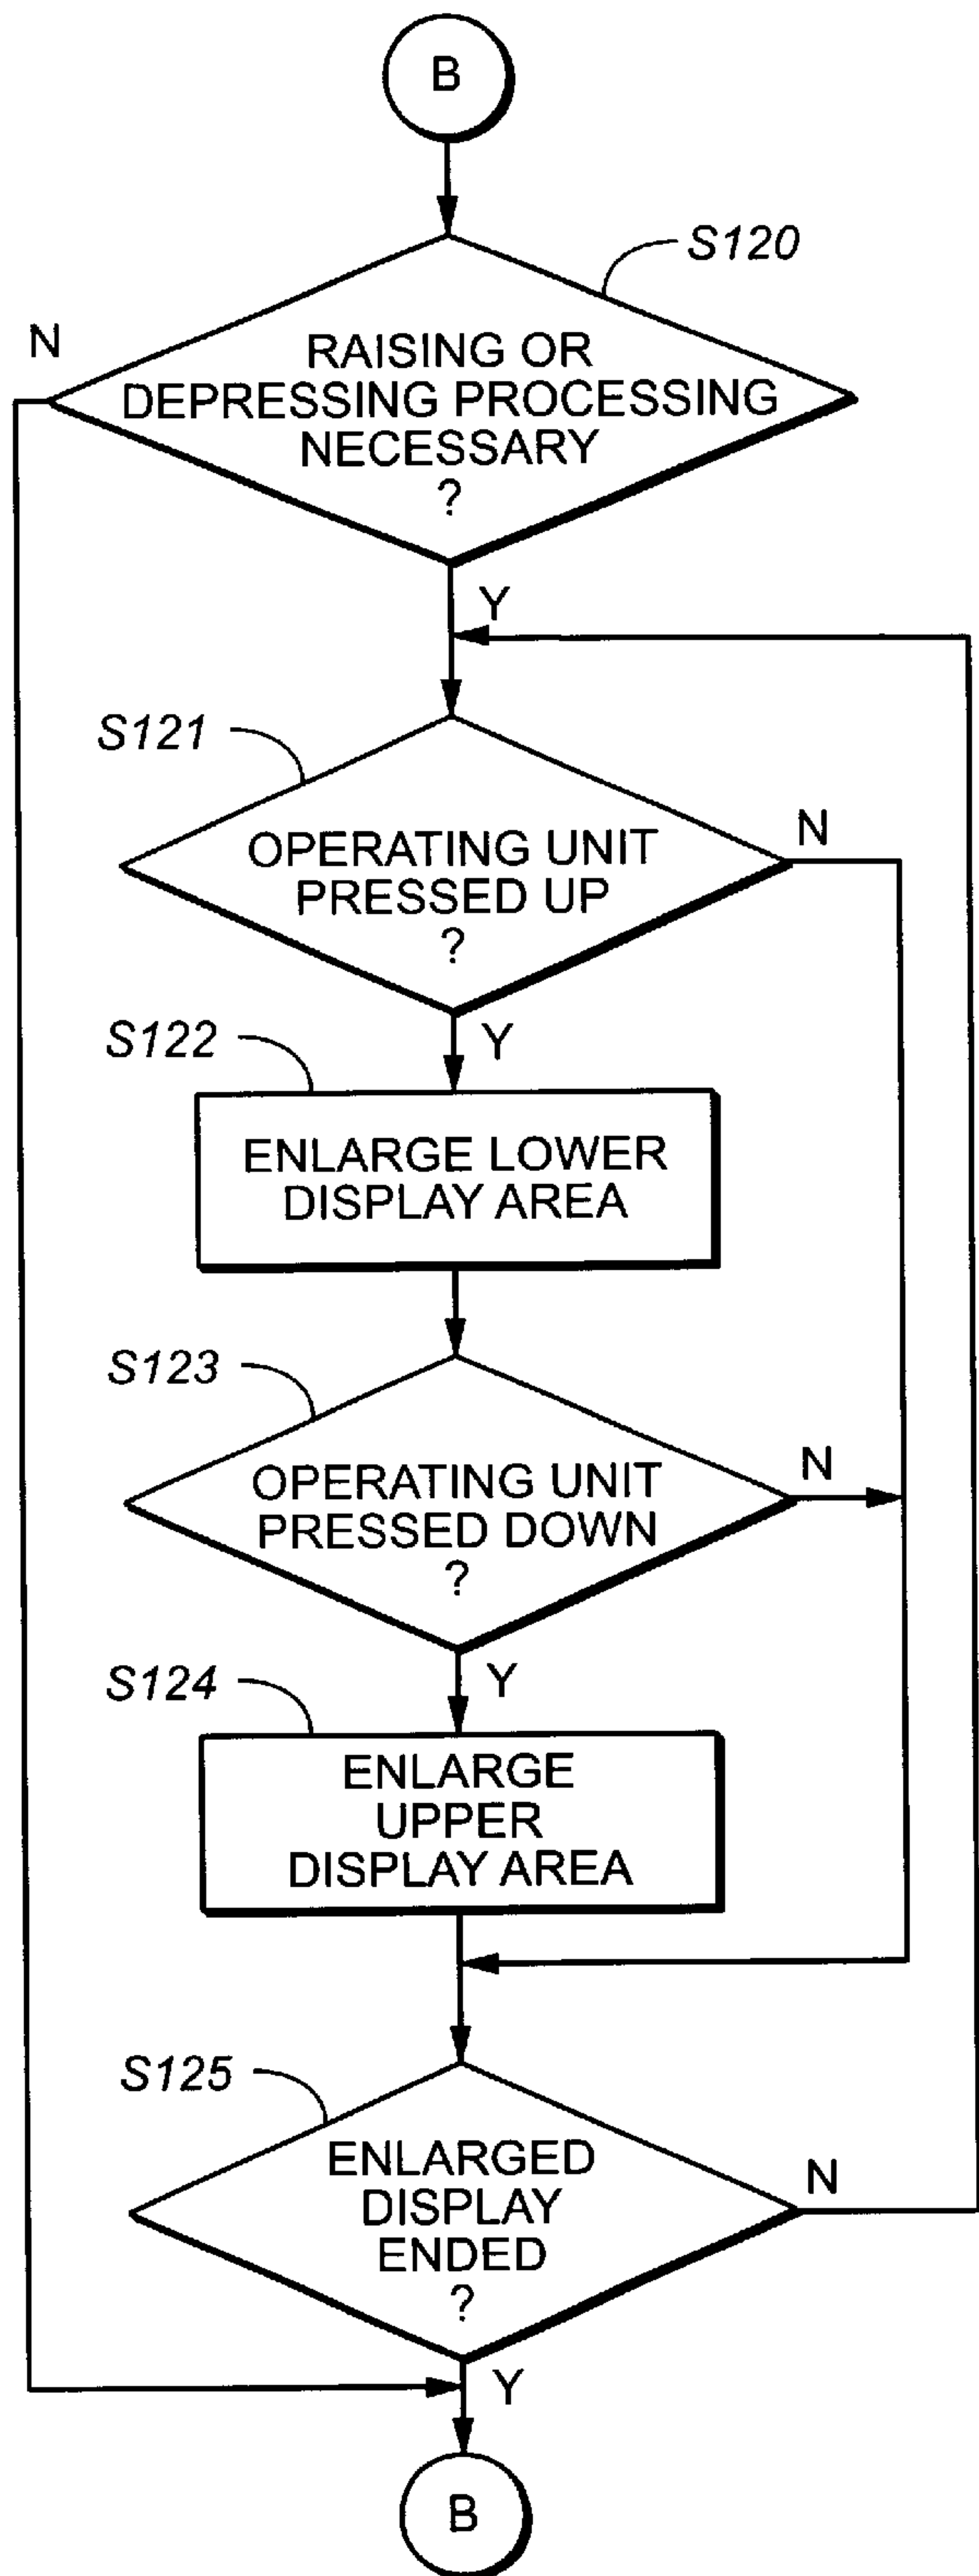 B
S120
N
RAISING OR
DEPRESSING PROCESSING
NECESSARY
?
Y
S121
N
OPERATING UNIT
PRESSED UP
?
S122
Y
ENLARGE LOWER
DISPLAY AREA
S123
N
OPERATING UNIT
PRESSED DOWN
?
S124
Y
ENLARGE
UPPER
DISPLAY AREA
S125
N
ENLARGED
DISPLAY
ENDED
?
Y
B